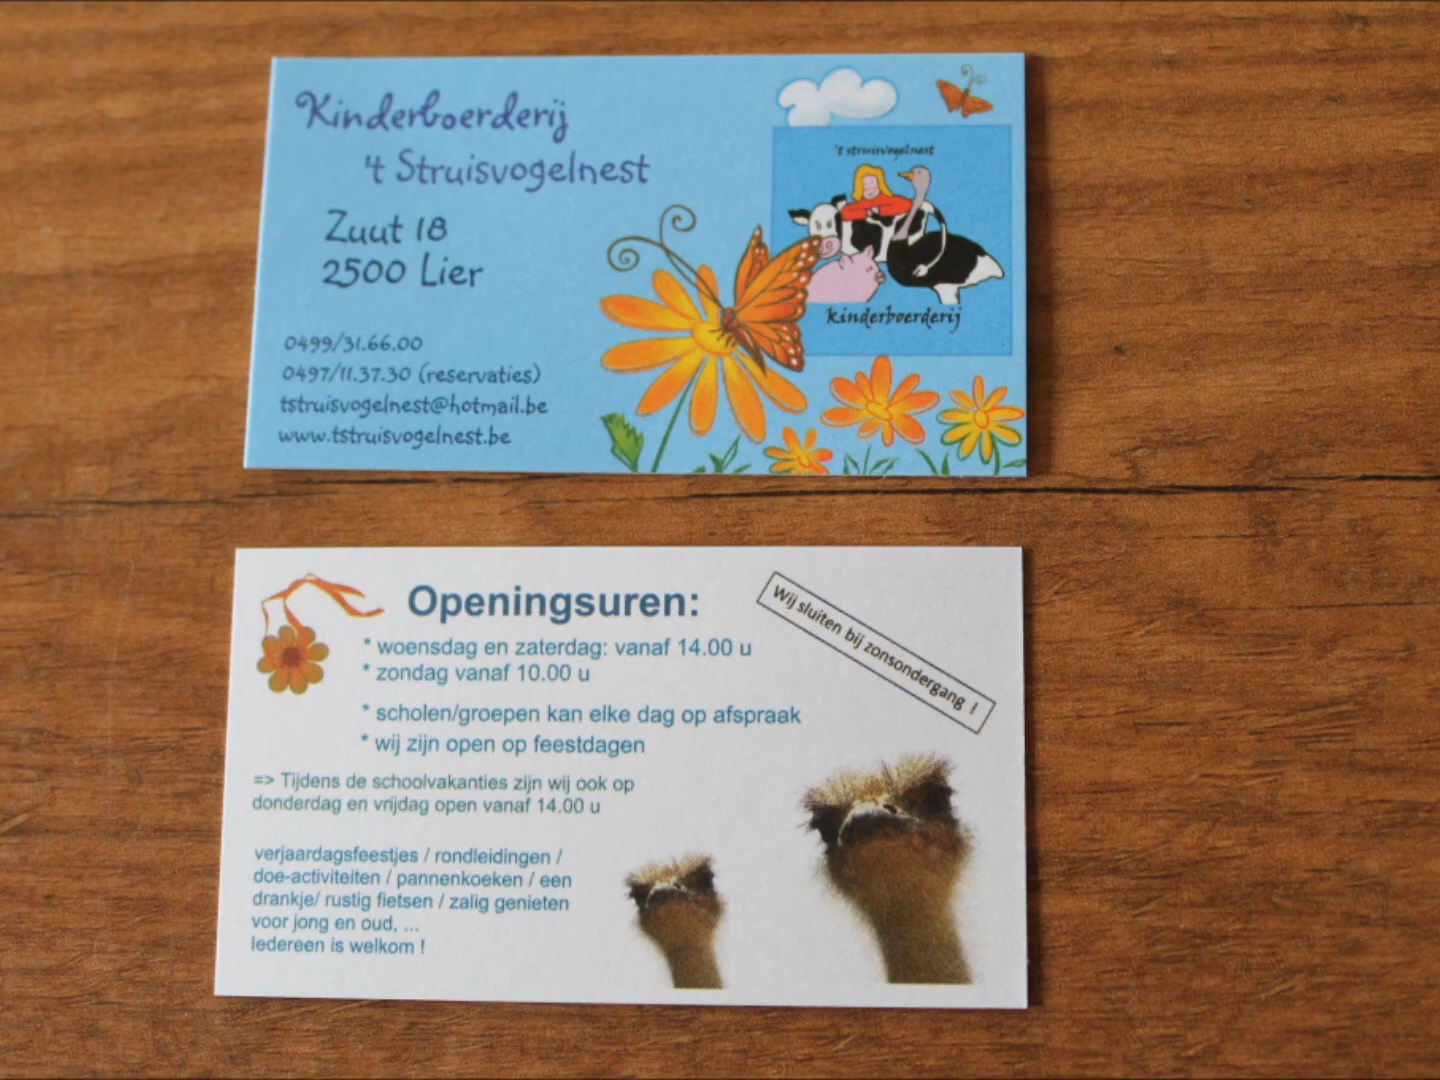 Kinderboerderij
't Struisvogelnest
Zuut 18
2500 Lier
0499/31.66.00
0497/11.37.30 (reservaties)
tstruisvogelnest@hotmail.be
www.tstruisvogelnest.be
't struisvogelnest
kinderboerderij
Openingsuren:
* woensdag en zaterdag: vanaf 14.00 u
* zondag vanaf 10.00 u
* scholen/groepen kan elke dag op afspraak
* wij zijn open op feestdagen
=> Tijdens de schoolvakanties zijn wij ook op
donderdag en vrijdag open vanaf 14.00 u
verjaardagsfeestjes / rondleidingen /
doe-activiteiten / pannenkoeken / een
drankje/ rustig fietsen / zalig genieten
voor jong en oud, ...
Iedereen is welkom !
Wij sluiten bij zonsondergang !